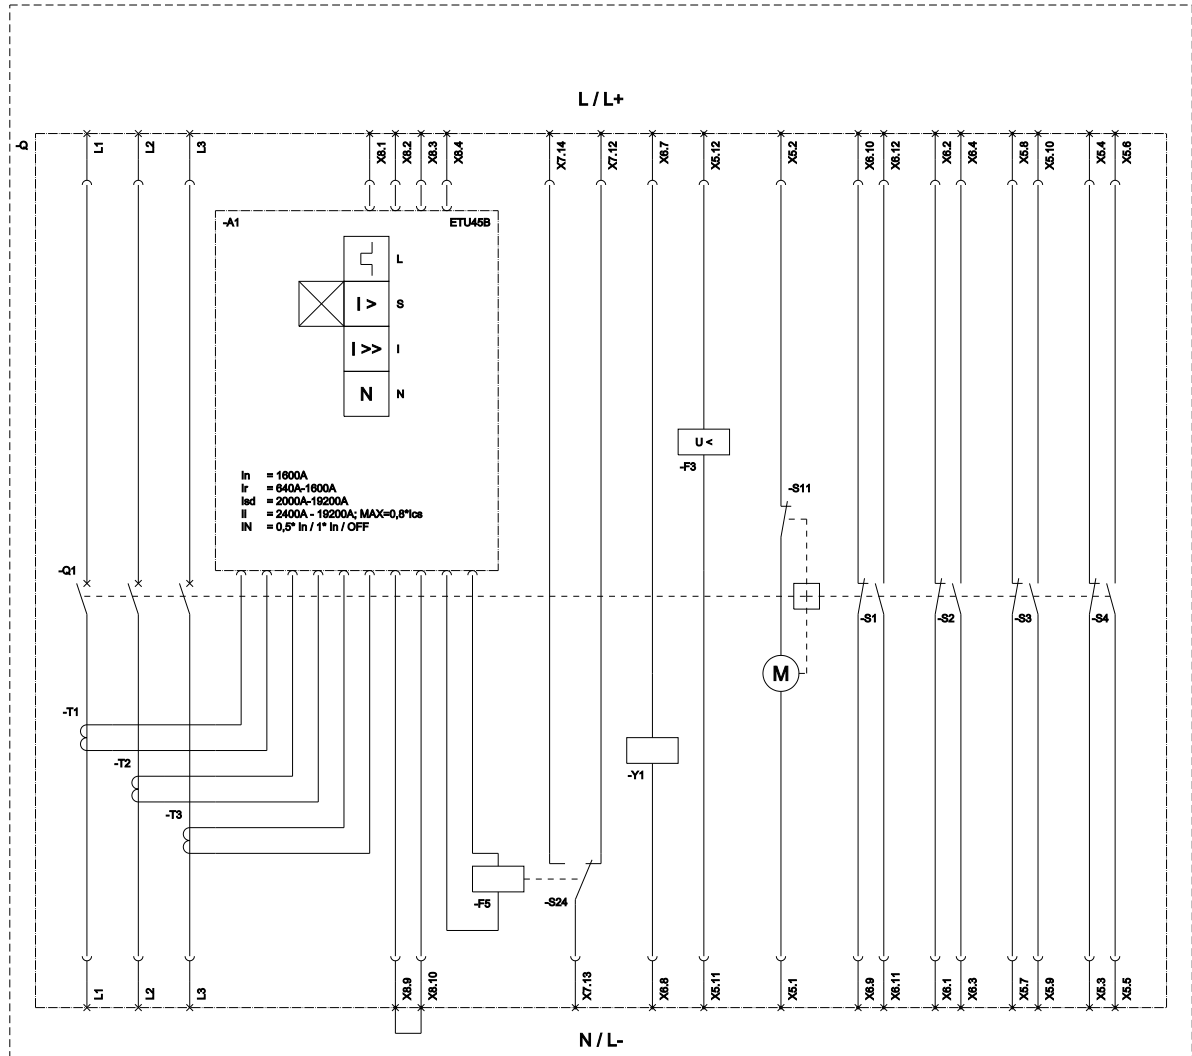 L / L+
-Q
L1
L2
L3
X8.1
X8.2
X8.3
X8.4
X7.14
X7.12
X6.7
X5.12
X5.2
X6.10
X6.12
X6.2
X6.4
X5.8
X5.10
X5.4
X5.6
-A1
ETU45B
L
I >
S
I >>
I
N
N
U <
-F3
In = 1600A
Ir = 640A-1600A
Isd = 2000A-19200A
Ii = 2400A - 19200A; MAX=0,8*Ics
IN = 0,5* In / 1* In / OFF
-S11
-Q1
-S1
-S2
-S3
-S4
M
-T1
-T2
-Y1
-T3
-F5
-S24
L1
L2
L3
X8.9
X8.10
X7.13
X6.8
X5.11
X5.1
X6.9
X6.11
X6.1
X6.3
X5.7
X5.9
X5.3
X5.5
N / L-